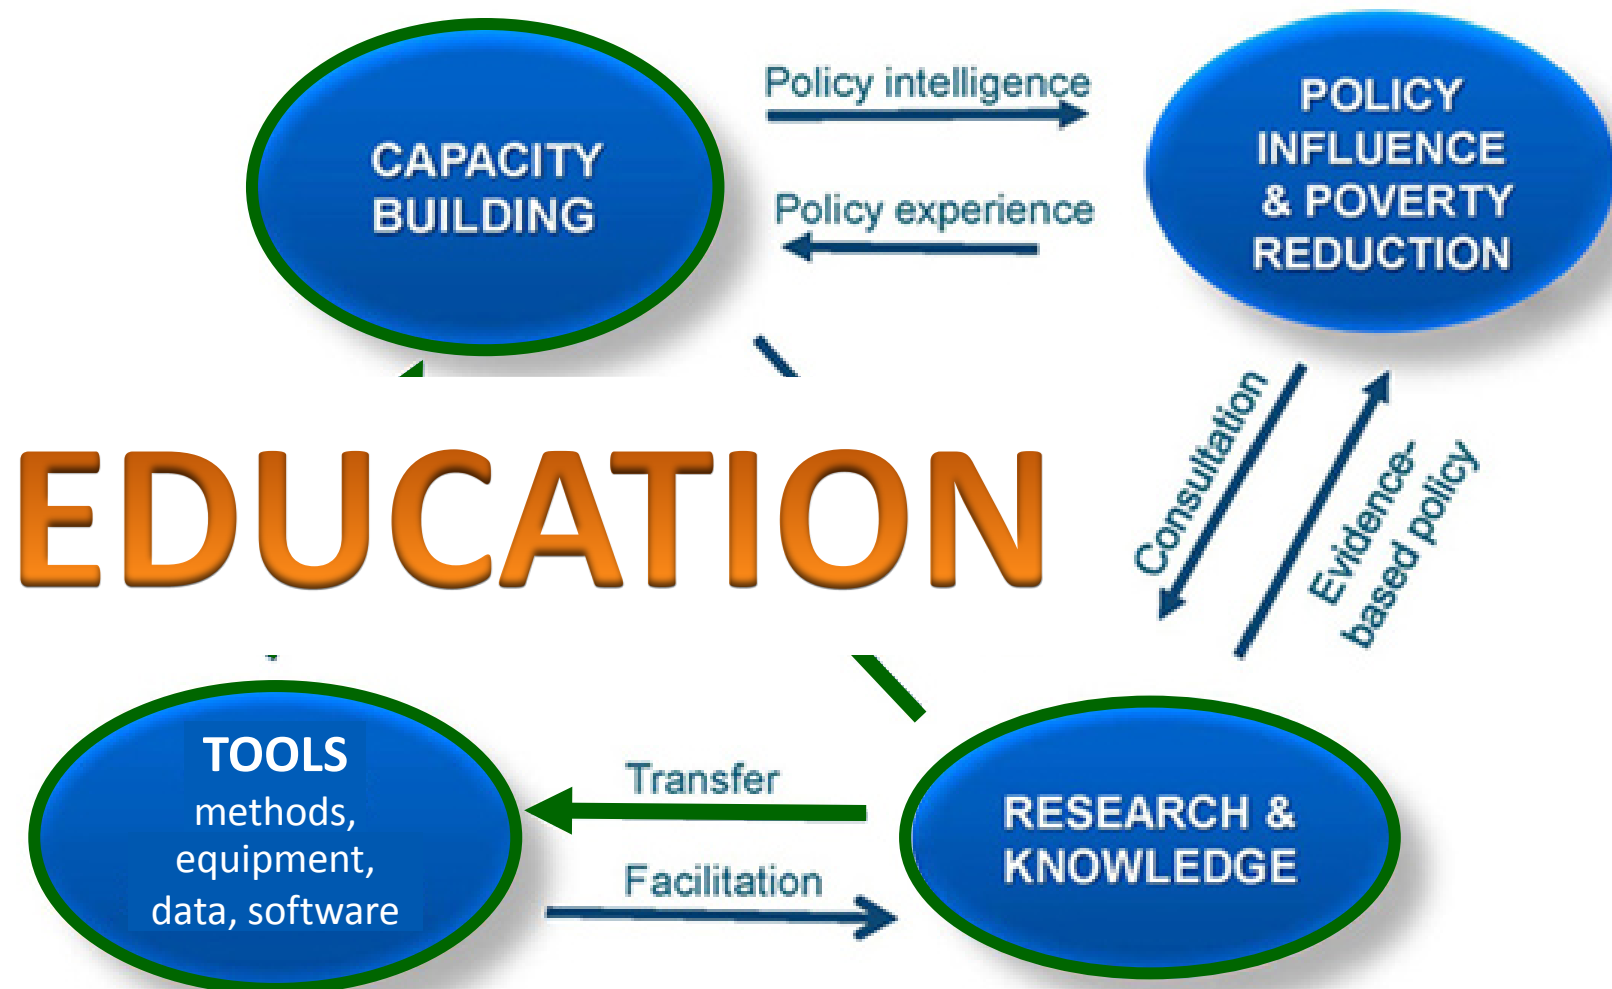 CAPACITY
BUILDING
Policy intelligence
Policy experience
POLICY
INFLUENCE
& POVERTY
REDUCTION
EDUCATION
Consultation
Evidence-
based policy
TOOLS
methods,
equipment,
data, software
Transfer
Facilitation
RESEARCH &
KNOWLEDGE